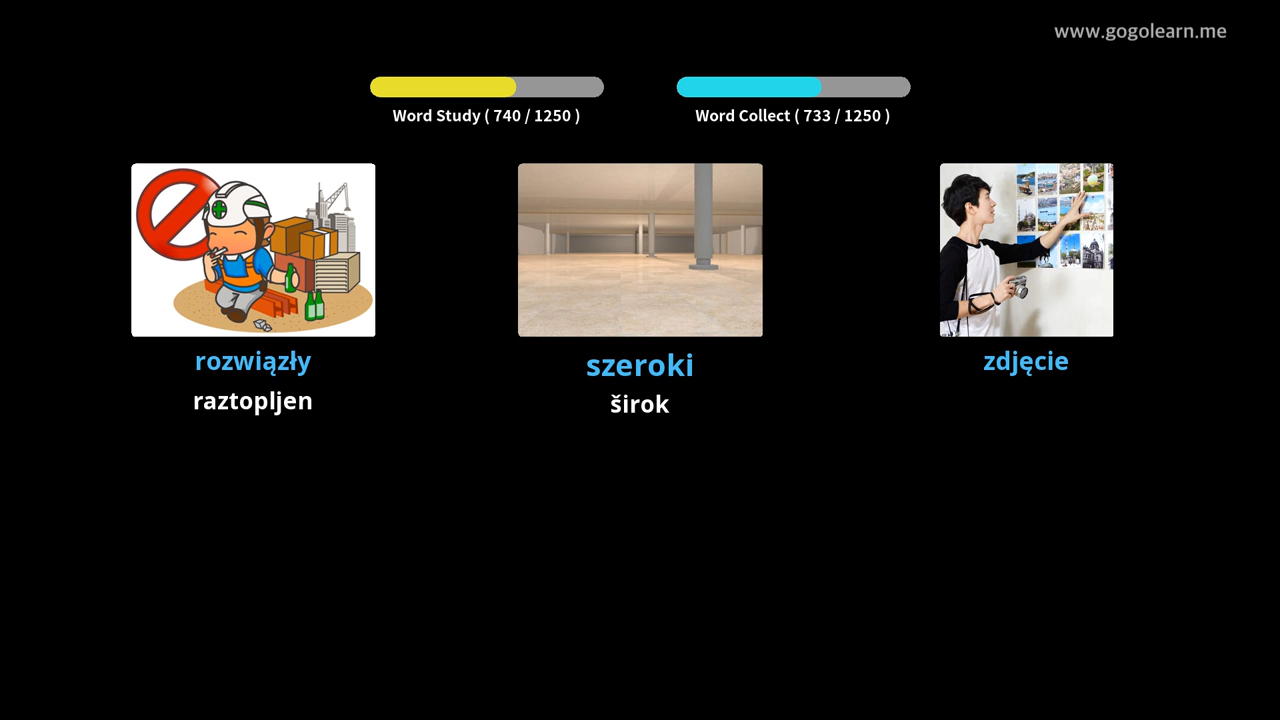 www.gogolearn.me
Word Study ( 740 / 1250 )
Word Collect ( 733 / 1250 )
rozwiązły
raztopljen
szeroki
širok
zdjęcie